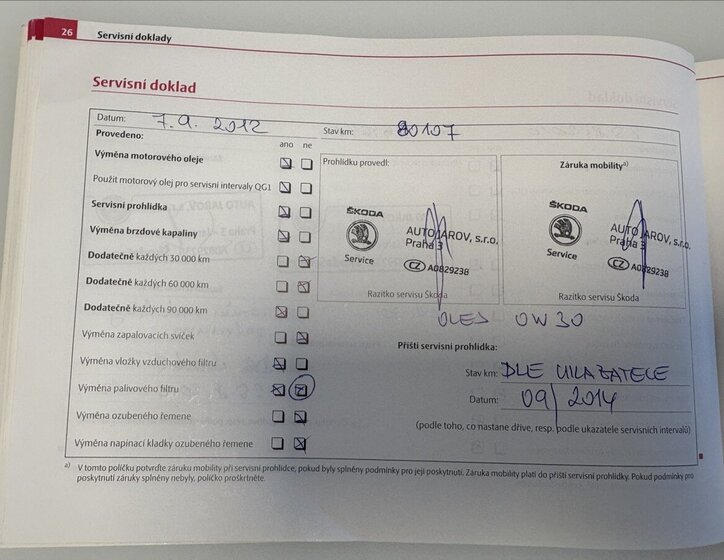 26 Servisní doklady
Servisní doklad
Datum: 7.9. 2012 Stav km: 80107
Provedeno: ano ne
Výměna motorového oleje
Použit motorový olej pro servisní intervaly QG1
Servisní prohlídka
Výměna brzdové kapaliny
Dodatečně každých 30 000 km
Dodatečně každých 60 000 km
Dodatečně každých 90 000 km
Výměna zapalovacích svíček
Výměna vložky vzduchového filtru
Výměna palivového filtru
Výměna ozubeného řemene
Výměna napínací kladky ozubeného řemene
Prohlídku provedl:
ŠKODA
Service
AUTO JAROV, s.r.o.
Praha 3
CZ A0829238
Razítko servisu Škoda
Záruka mobility a)
ŠKODA
Service
AUTO JAROV, s.r.o.
Praha 3
CZ A0829238
Razítko servisu Škoda
OLEJ 0W30
Příští servisní prohlídka:
Stav km: DLE UKAZATELE
Datum: 09/2014
(podle toho, co nastane dříve, resp. podle ukazatele servisních intervalů)
a) V tomto políčku potvrďte záruku mobility při servisní prohlídce, pokud byly splněny podmínky pro její poskytnutí. Záruka mobility platí do příští servisní prohlídky. Pokud podmínky pro
poskytnutí záruky splněny nebyly, políčko proškrtněte.